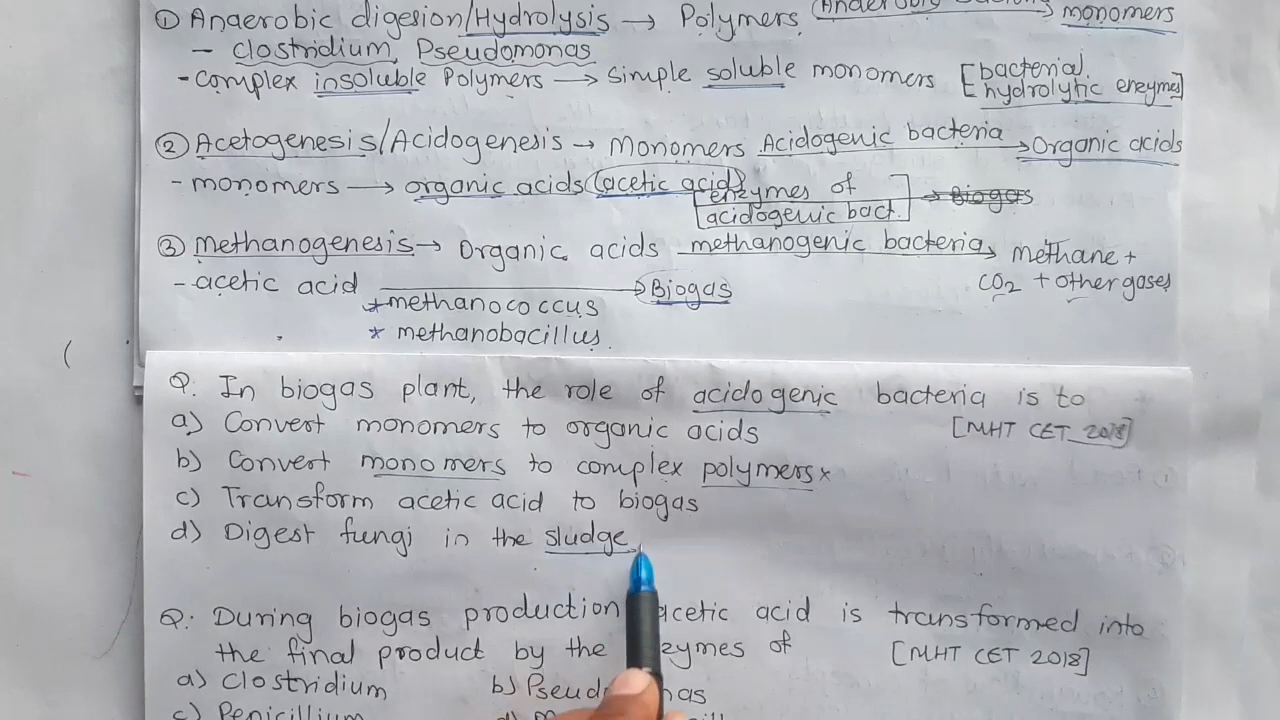 ① Anaerobic digesion/Hydrolysis → Polymers (Anaerobic → monomers
- clostridium, Pseudomonas
- complex insoluble Polymers → simple soluble monomers [bacterial hydrolytic enzymes]
② Acetogenesis/Acidogenesis → Monomers Acidogenic bacteria → Organic acids
- monomers → organic acids (acetic acid)
enzymes of acidogenic bact. ] → Biogas
③ methanogenesis → Organic acids methanogenic bacteria → methane +
CO2 + other gases
- acetic acid → Biogas
* methanococcus
* methanobacillus.
Q. In biogas plant, the role of acidogenic bacteria is to
a) Convert monomers to organic acids [MHT CET 2018]
b) Convert monomers to complex polymers x
c) Transform acetic acid to biogas
d) Digest fungi in the sludge
Q. During biogas production acetic acid is transformed into
the final product by the zymes of [MHT CET 2018]
a) Clostridium b) Pseud nas
c) Penicillium d)